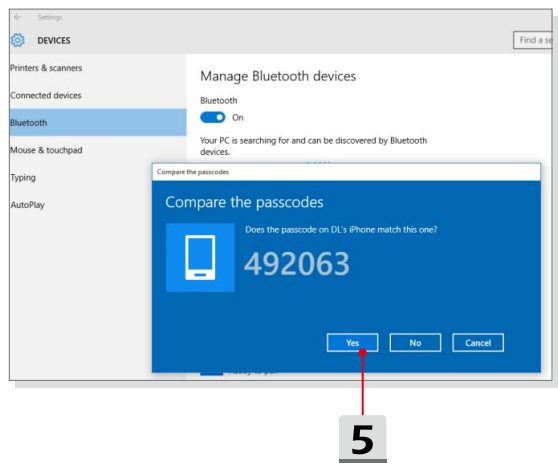 Settings
DEVICES
Find a se
Printers & scanners
Connected devices
Bluetooth
Mouse & touchpad
Typing
AutoPlay
Manage Bluetooth devices
Bluetooth
On
Your PC is searching for and can be discovered by Bluetooth
devices.
Compare the passcodes
Compare the passcodes
Does the passcode on DL's iPhone match this one?
492063
Yes No Cancel
5